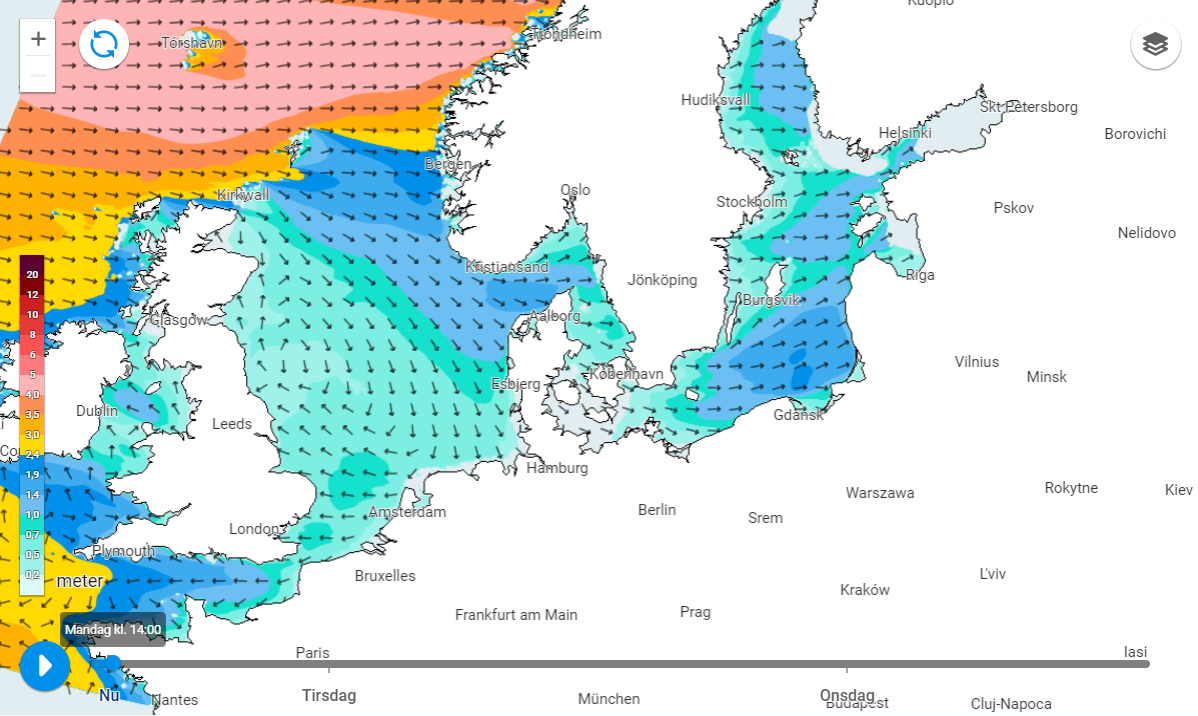 Kuopio
+
Tórshavn
Trondheim
Hudiksvall
Skt Petersborg
Helsinki
Borovichi
Bergen
Oslo
Kirkwall
Stockholm
Pskov
Nelidovo
Kristiansand
Riga
Jönköping
Burgsvik
Aalborg
Glasgow
20
12
10
8
6
5
4,0
3,5
3,0
2,4
1,9
1,4
1,0
0,7
0,5
0,2
meter
Vilnius
Minsk
København
Esbjerg
Dublin
Gdansk
Leeds
Co
Hamburg
Warszawa
Rokytne
Kiev
Berlin
Srem
Amsterdam
London
Plymouth
Bruxelles
L'viv
Kraków
Frankfurt am Main
Prag
Mandag kl. 14:00
Paris
Iasi
Nu
Nantes
Tirsdag
München
Onsdag
Budapest
Cluj-Napoca